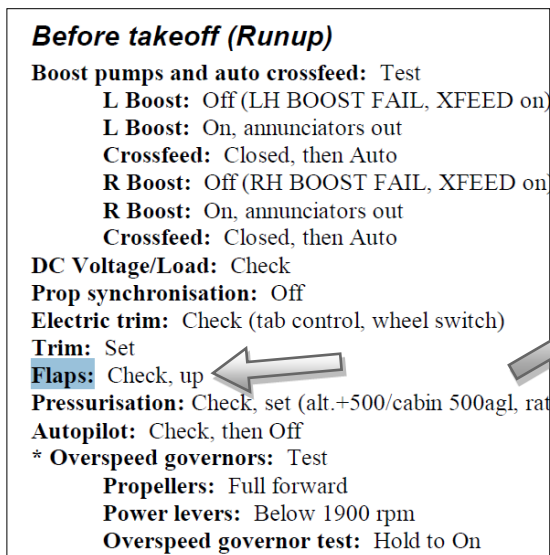 Before takeoff (Runup)
Boost pumps and auto crossfeed: Test
L Boost: Off (LH BOOST FAIL, XFEED on)
L Boost: On, annunciators out
Crossfeed: Closed, then Auto
R Boost: Off (RH BOOST FAIL, XFEED on)
R Boost: On, annunciators out
Crossfeed: Closed, then Auto
DC Voltage/Load: Check
Prop synchronisation: Off
Electric trim: Check (tab control, wheel switch)
Trim: Set
Flaps: Check, up
Pressurisation: Check, set (alt.+500/cabin 500agl,
Autopilot: Check, then Off
* Overspeed governors: Test
Propellers: Full forward
Power levers: Below 1900 rpm
Overspeed governor test: Hold to On